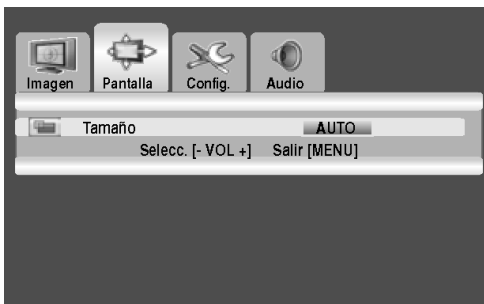 Imagen Pantalla Config. Audio
Tamaño AUTO
Selecc. [- VOL +] Salir [MENU]